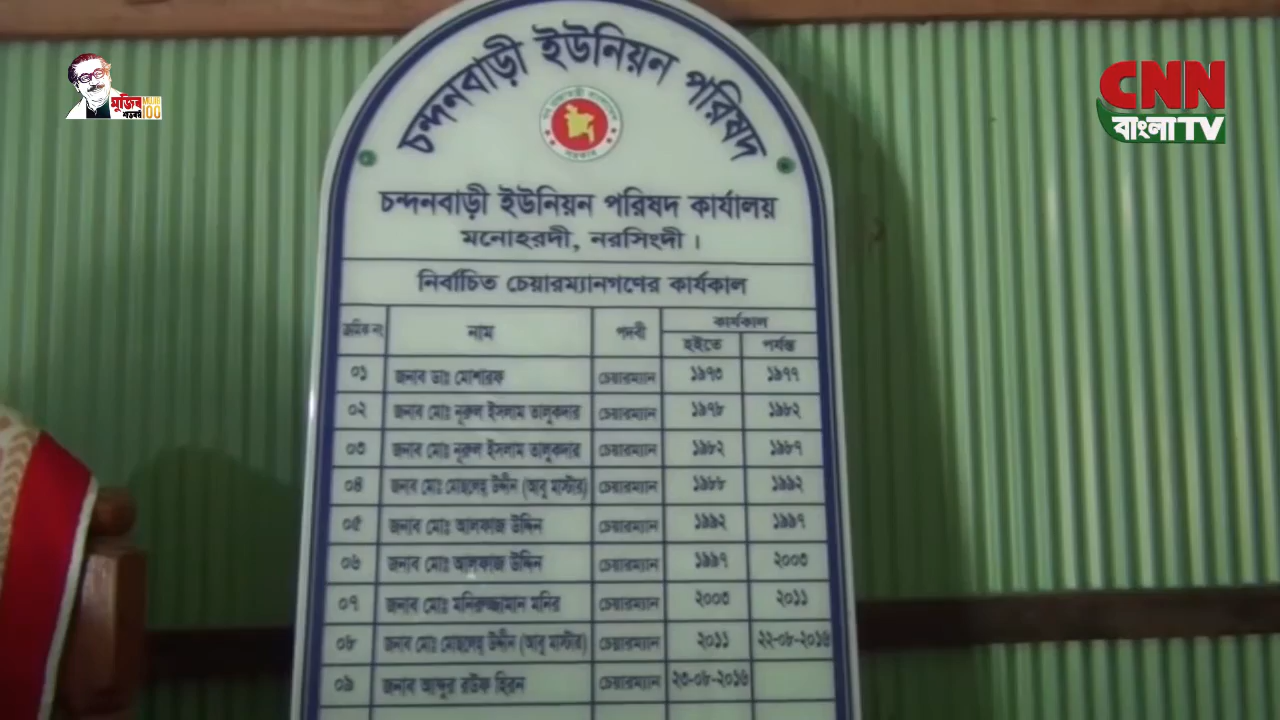 মুজিব
শতবর্ষ
100
CNN
বাংলা TV
চন্দনবাড়ী ইউনিয়ন পরিষদ
চন্দনবাড়ী ইউনিয়ন পরিষদ কার্যালয়
মনোহরদী, নরসিংদী।
নির্বাচিত চেয়ারম্যানগণের কার্যকাল
ক্রমিক নং নাম পদবী কার্যকাল
হইতে পর্যন্ত
০১ জনাব ডাঃ মোশারফ চেয়ারম্যান ১৯৭৩ ১৯৭৭
০২ জনাব মোঃ নূরুল ইসলাম তালুকদার চেয়ারম্যান ১৯৭৮ ১৯৮২
০৩ জনাব মোঃ নূরুল ইসলাম তালুকদার চেয়ারম্যান ১৯৮২ ১৯৮৭
০৪ জনাব মোঃ উদ্দীন (আবু মাস্টার) চেয়ারম্যান ১৯৮৮ ১৯৯২
০৫ জনাব মোঃ আলফাজ উদ্দিন চেয়ারম্যান ১৯৯২ ১৯৯৭
০৬ জনাব মোঃ আলফাজ উদ্দিন চেয়ারম্যান ১৯৯৭ ২০০৩
০৭ জনাব মোঃ মনিরুজ্জামান মনির চেয়ারম্যান ২০০৩ ২০১১
০৮ জনাব মোঃ উদ্দীন (আবু মাস্টার) চেয়ারম্যান ২০১১ ২২-০৮-২০১৬
০৯ জনাব আব্দুর রউফ হিরন চেয়ারম্যান ২৩-০৮-২০১৬